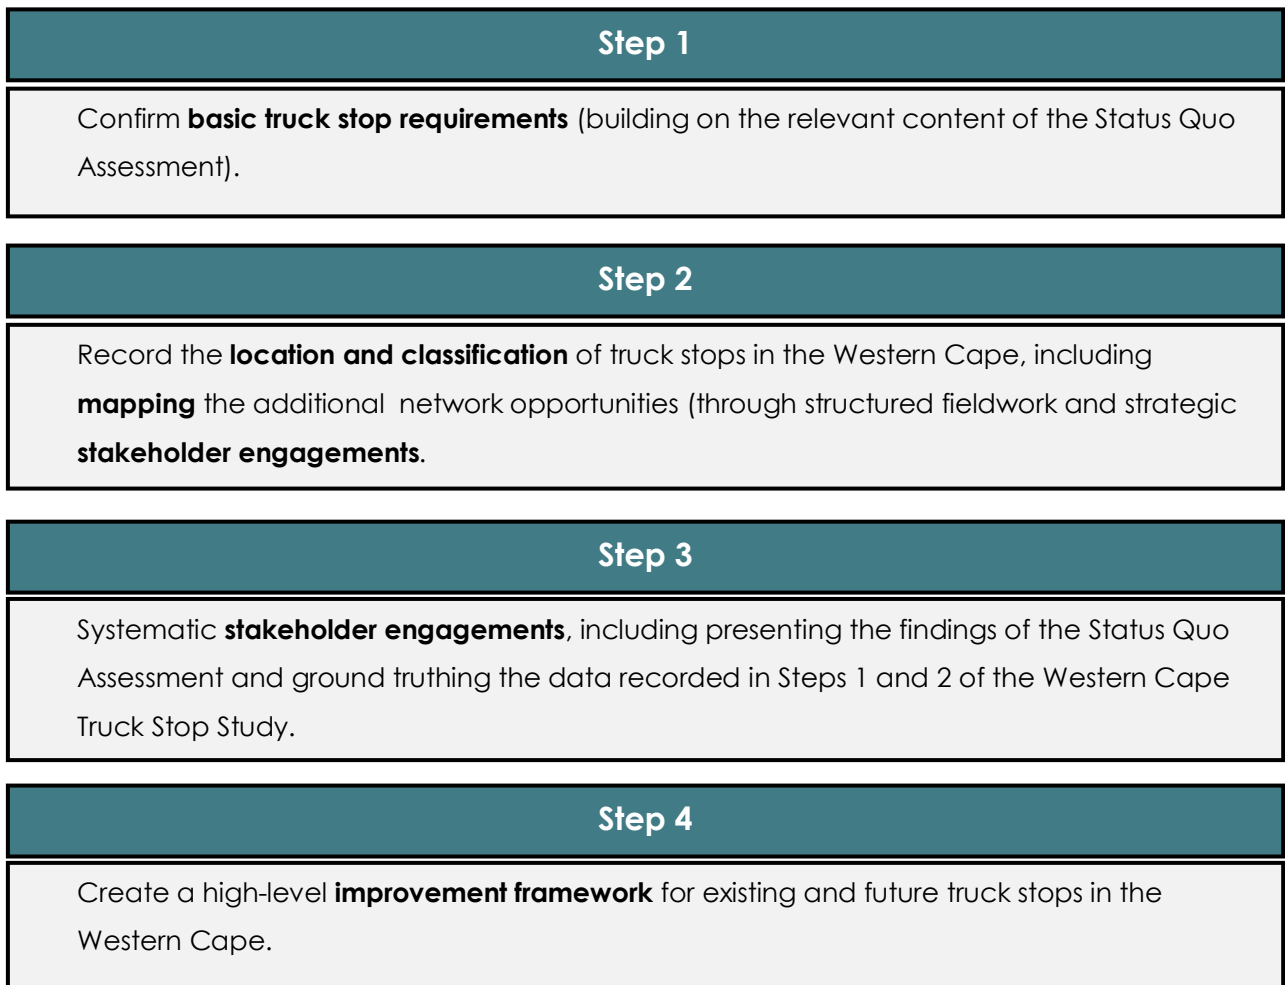 Step 1
Confirm basic truck stop requirements (building on the relevant content of the Status Quo
Assessment).
Step 2
Record the location and classification of truck stops in the Western Cape, including
mapping the additional  network opportunities (through structured fieldwork and strategic
stakeholder engagements.
Step 3
Systematic stakeholder engagements, including presenting the findings of the Status Quo
Assessment and ground truthing the data recorded in Steps 1 and 2 of the Western Cape
Truck Stop Study.
Step 4
Create a high-level improvement framework for existing and future truck stops in the
Western Cape.